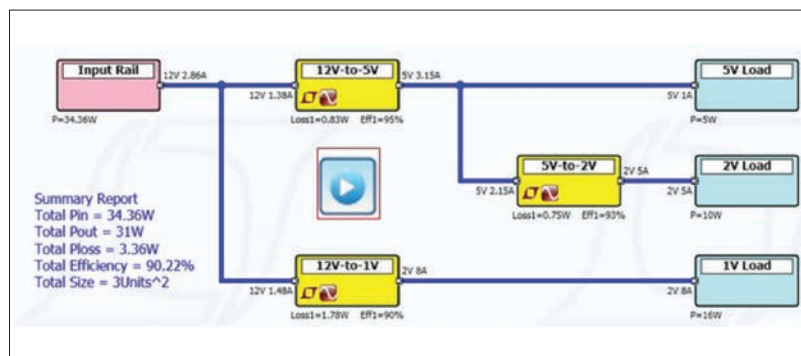 Input Rail
12V 2.86A
P=34.36W
12V-to-5V
12V 1.38A
5V 3.15A
Loss1=0.83W Eff1=95%
5V Load
5V 1A
P=5W
5V-to-2V
5V 2.15A
2V 5A
Loss1=0.75W Eff1=93%
2V Load
2V 5A
P=10W
Summary Report
Total Pin = 34.36W
Total Pout = 31W
Total Ploss = 3.36W
Total Efficiency = 90.22%
Total Size = 3Units^2
12V-to-1V
12V 1.48A
2V 8A
Loss1=1.78W Eff1=90%
1V Load
2V 8A
P=16W